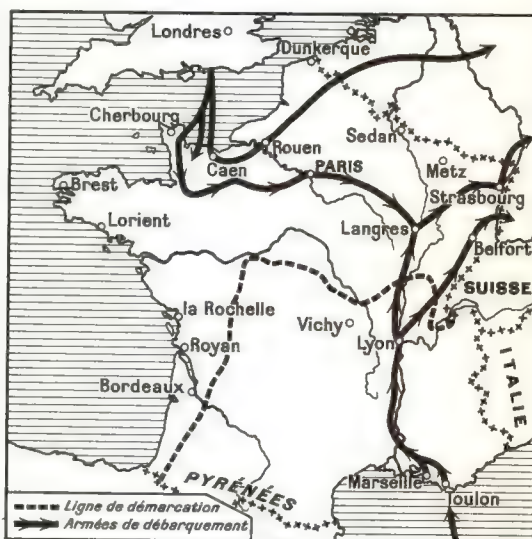 Londres
Dunkerque
Cherbourg
Sedan
Rouen
Caen
PARIS
Metz
Brest
Strasbourg
Lorient
Langres
Belfort
SUISSE
la Rochelle
Vichy
Lyon
Royan
ITALIE
Bordeaux
PYRÉNÉES
Marseille
Toulon
Ligne de démarcation
Armées de débarquement